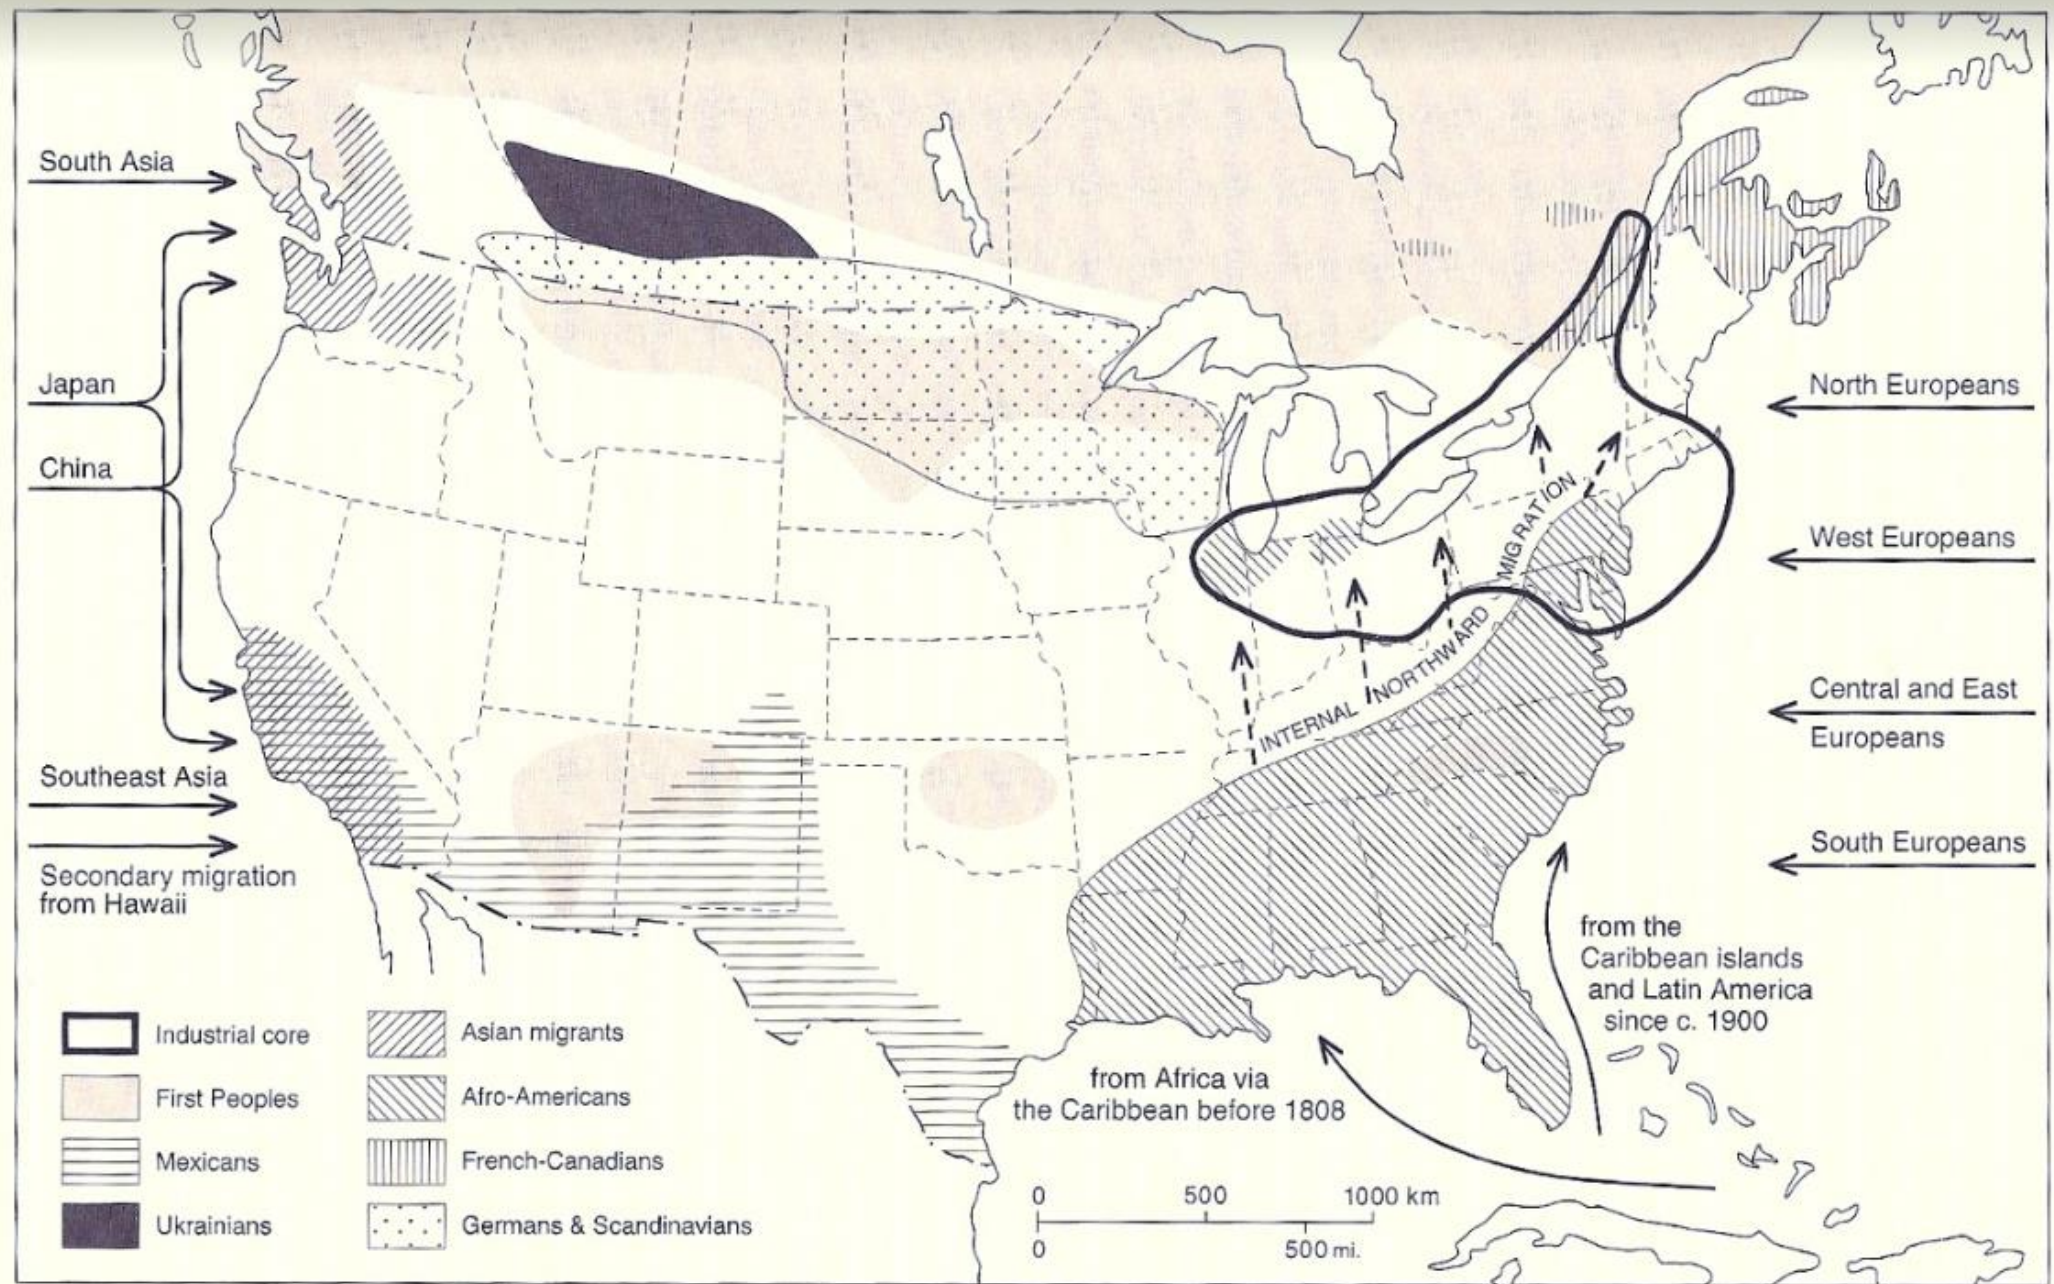 South Asia
Japan
China
Southeast Asia
Secondary migration
from Hawaii
North Europeans
West Europeans
Central and East
Europeans
South Europeans
INTERNAL NORTHWARD MIGRATION
from the
Caribbean islands
and Latin America
since c. 1900
from Africa via
the Caribbean before 1808
Industrial core
First Peoples
Mexicans
Ukrainians
Asian migrants
Afro-Americans
French-Canadians
Germans & Scandinavians
0 500 1000 km
0 500 mi.